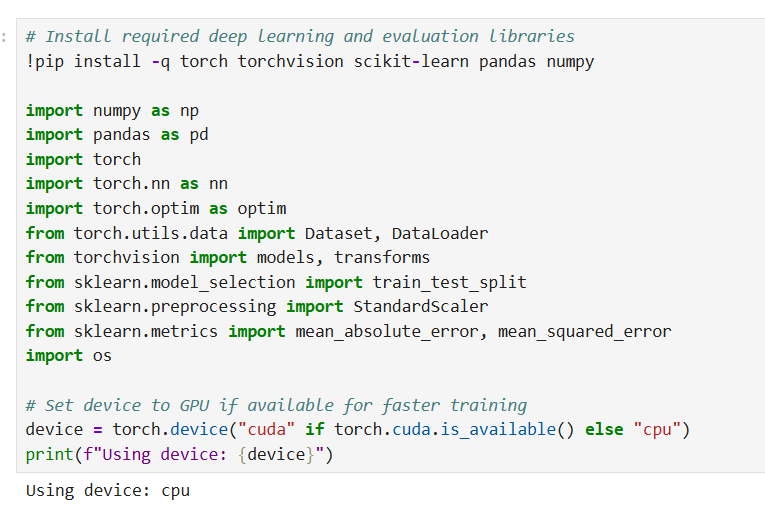 :
# Install required deep learning and evaluation libraries
!pip install -q torch torchvision scikit-learn pandas numpy

import numpy as np
import pandas as pd
import torch
import torch.nn as nn
import torch.optim as optim
from torch.utils.data import Dataset, DataLoader
from torchvision import models, transforms
from sklearn.model_selection import train_test_split
from sklearn.preprocessing import StandardScaler
from sklearn.metrics import mean_absolute_error, mean_squared_error
import os

# Set device to GPU if available for faster training
device = torch.device("cuda" if torch.cuda.is_available() else "cpu")
print(f"Using device: {device}")
Using device: cpu